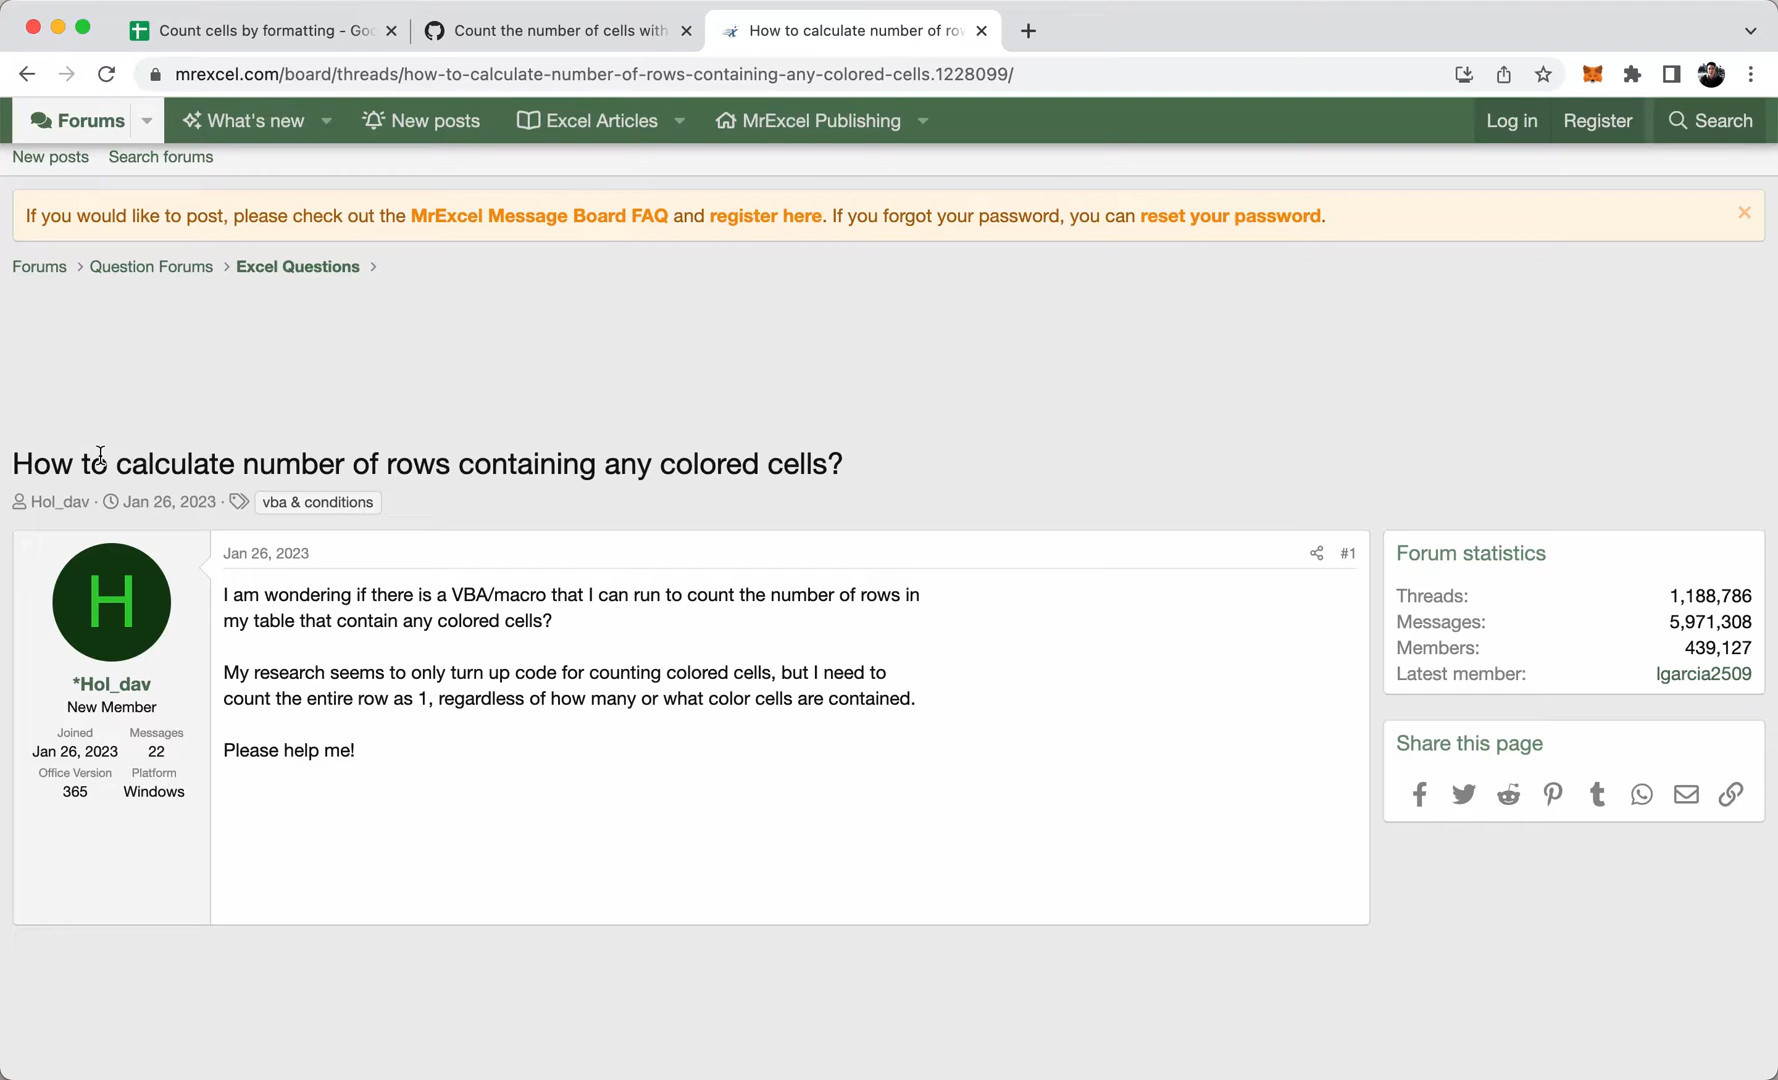 Count cells by formatting - Goo
Count the number of cells with
How to calculate number of row
mrexcel.com/board/threads/how-to-calculate-number-of-rows-containing-any-colored-cells.1228099/
Forums What's new New posts Excel Articles MrExcel Publishing Log in Register Search
New posts Search forums
If you would like to post, please check out the MrExcel Message Board FAQ and register here. If you forgot your password, you can reset your password.
Forums > Question Forums > Excel Questions >
How to calculate number of rows containing any colored cells?
Hol_dav · Jan 26, 2023 · vba & conditions
H
*Hol_dav
New Member
Joined Messages
Jan 26, 2023 22
Office Version Platform
365 Windows
Jan 26, 2023 #1
I am wondering if there is a VBA/macro that I can run to count the number of rows in
my table that contain any colored cells?
My research seems to only turn up code for counting colored cells, but I need to
count the entire row as 1, regardless of how many or what color cells are contained.
Please help me!
Forum statistics
Threads: 1,188,786
Messages: 5,971,308
Members: 439,127
Latest member: lgarcia2509
Share this page